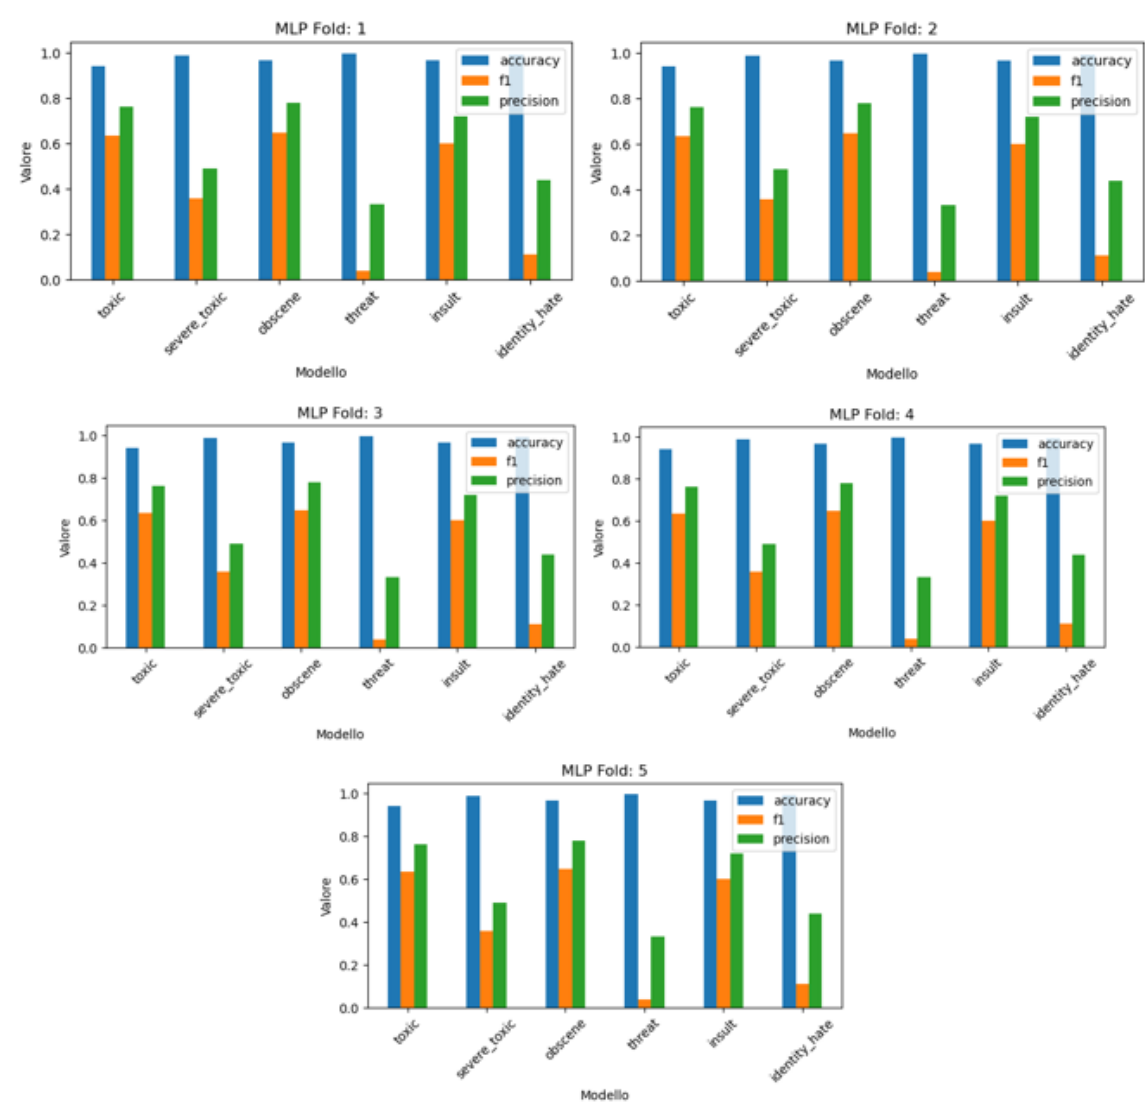 MLP Fold: 1
1.0
0.8
0.6
0.4
0.2
0.0
Valore
accuracy
f1
precision
toxic
severe_toxic
obscene
threat
insult
identity_hate
Modello
MLP Fold: 2
1.0
0.8
0.6
0.4
0.2
0.0
Valore
accuracy
f1
precision
toxic
severe_toxic
obscene
threat
insult
identity_hate
Modello
MLP Fold: 3
1.0
0.8
0.6
0.4
0.2
0.0
Valore
accuracy
f1
precision
toxic
severe_toxic
obscene
threat
insult
identity_hate
Modello
MLP Fold: 4
1.0
0.8
0.6
0.4
0.2
0.0
Valore
accuracy
f1
precision
toxic
severe_toxic
obscene
threat
insult
identity_hate
Modello
MLP Fold: 5
1.0
0.8
0.6
0.4
0.2
0.0
Valore
accuracy
f1
precision
toxic
severe_toxic
obscene
threat
insult
identity_hate
Modello